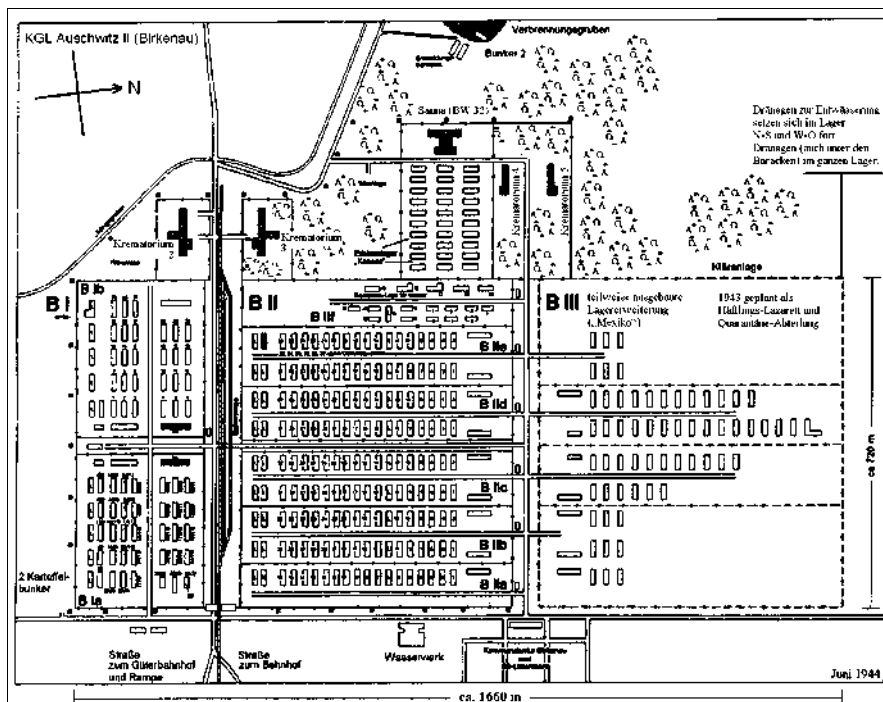 KGL Auschwitz II (Birkenau)
N
Verbrennungsgruben
Bunker 2
Sauna (BW 32)
Dränagen zur Entwässerung
setzen sich im Lager
N-S und W-O fort
Dränagen (auch unter den
Baracken) im ganzen Lager.
Krematorium 4
Krematorium 5
Krematorium
2
Krematorium
3
Kläranlage
B I
B Ib
B II
B IIf
B III
teilweise
Lagererweiterung
("Mexiko")
1943 geplant als
Häftlings-Lazarett und
Quarantäne-Abteilung
B IIe
B IId
B IIc
B IIb
B IIa
ca 720 m
2 Kartoffel-
bunker
B Ia
Straße
zum Güterbahnhof
und Rampe
Straße
zum Bahnhof
Wasserwerk
und
Juni 1944
ca. 1660 m